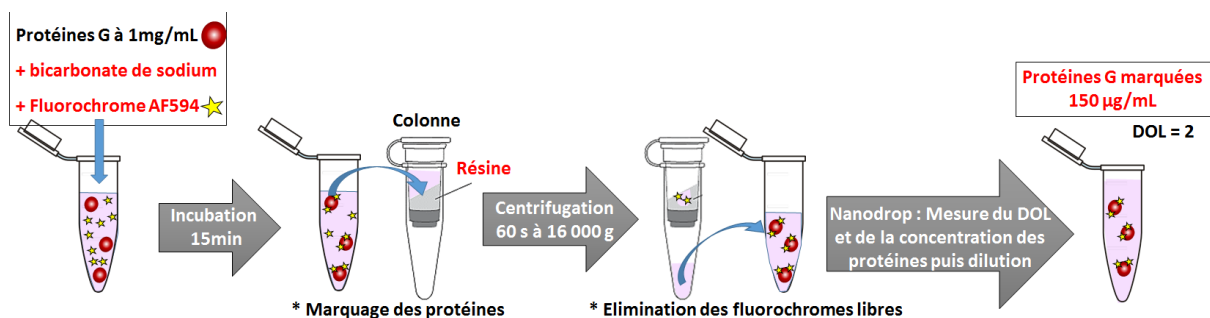 Protéines G à 1mg/mL
+ bicarbonate de sodium
+ Fluorochrome AF594
Incubation
15min
Colonne
Résine
* Marquage des protéines
Centrifugation
60 s à 16 000 g
* Elimination des fluorochromes libres
Nanodrop : Mesure du DOL
et de la concentration des
protéines puis dilution
Protéines G marquées
150 µg/mL
DOL = 2